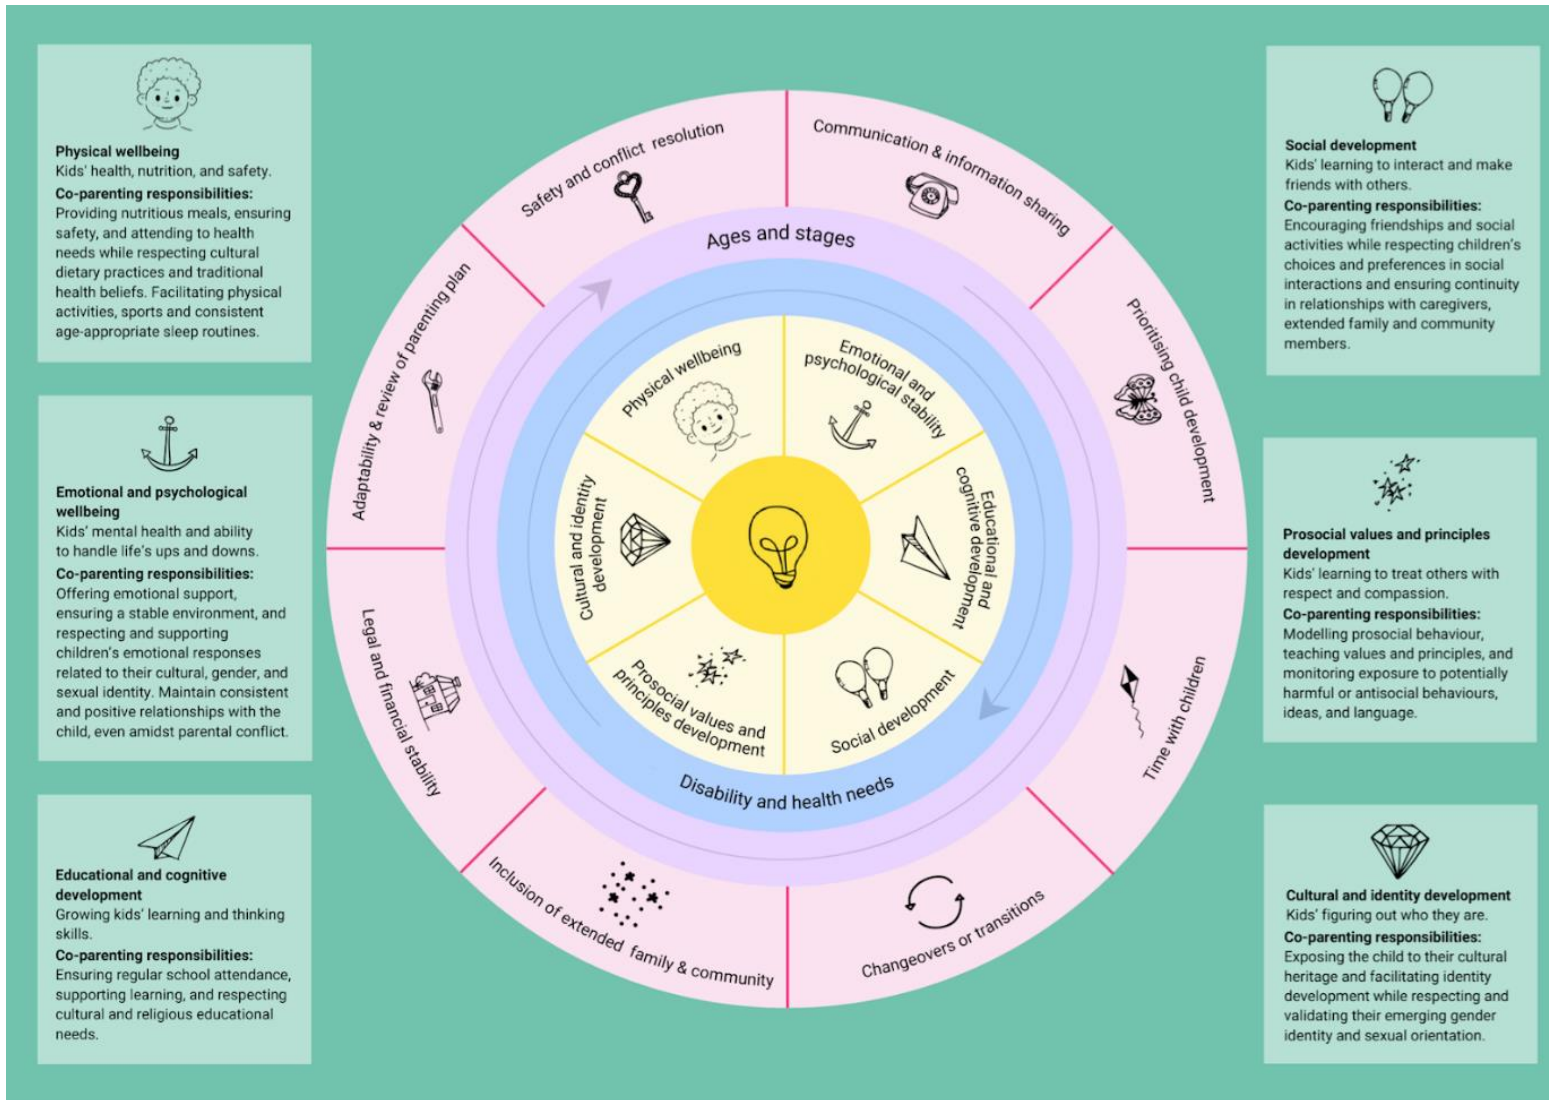 Physical wellbeing
Kids' health, nutrition, and safety.
Co-parenting responsibilities:
Providing nutritious meals, ensuring
safety, and attending to health
needs while respecting cultural
dietary practices and traditional
health beliefs. Facilitating physical
activities, sports and consistent
age-appropriate sleep routines.
Emotional and psychological
wellbeing
Kids' mental health and ability
to handle life's ups and downs.
Co-parenting responsibilities:
Offering emotional support,
ensuring a stable environment, and
respecting and supporting
children's emotional responses
related to their cultural, gender, and
sexual identity. Maintain consistent
and positive relationships with the
child, even amidst parental conflict.
Educational and cognitive
development
Growing kids' learning and thinking
skills.
Co-parenting responsibilities:
Ensuring regular school attendance,
supporting learning, and respecting
cultural and religious educational
needs.
Safety and conflict resolution
Communication & information sharing
Prioritising child development
Time with children
Changeovers or transitions
Inclusion of extended family & community
Legal and financial stability
Adaptability & review of parenting plan
Ages and stages
Disability and health needs
Physical wellbeing
Emotional and
psychological stability
Educational and
cognitive development
Social development
Prosocial values and
principles development
Cultural and identity
development
Social development
Kids' learning to interact and make
friends with others.
Co-parenting responsibilities:
Encouraging friendships and social
activities while respecting children's
choices and preferences in social
interactions and ensuring continuity
in relationships with caregivers,
extended family and community
members.
Prosocial values and principles
development
Kids' learning to treat others with
respect and compassion.
Co-parenting responsibilities:
Modelling prosocial behaviour,
teaching values and principles, and
monitoring exposure to potentially
harmful or antisocial behaviours,
ideas, and language.
Cultural and identity development
Kids' figuring out who they are.
Co-parenting responsibilities:
Exposing the child to their cultural
heritage and facilitating identity
development while respecting and
validating their emerging gender
identity and sexual orientation.